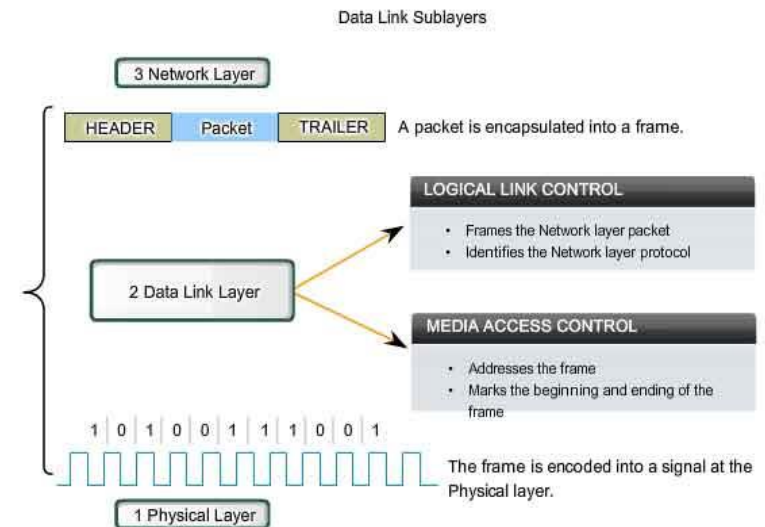 Data Link Sublayers
3 Network Layer
HEADER Packet TRAILER A packet is encapsulated into a frame.
LOGICAL LINK CONTROL
• Frames the Network layer packet
• Identifies the Network layer protocol
2 Data Link Layer
MEDIA ACCESS CONTROL
• Addresses the frame
• Marks the beginning and ending of the
frame
1 0 1 0 0 1 1 1 0 0 1
The frame is encoded into a signal at the
Physical layer.
1 Physical Layer